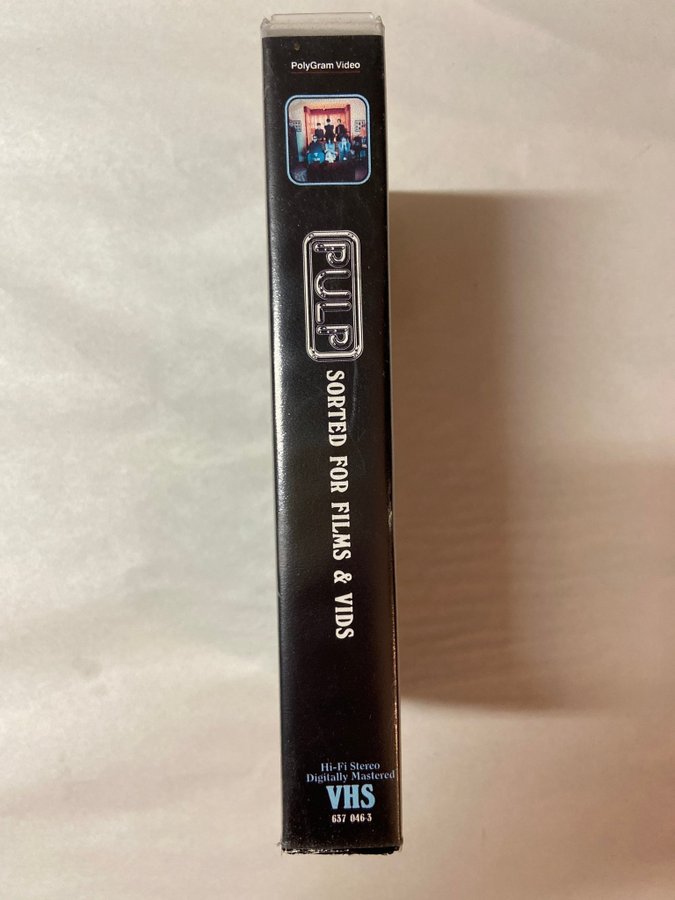 PolyGram Video
PULP
SORTED FOR FILMS & VIDS
Hi-Fi Stereo
Digitally Mastered
VHS
637 046-3